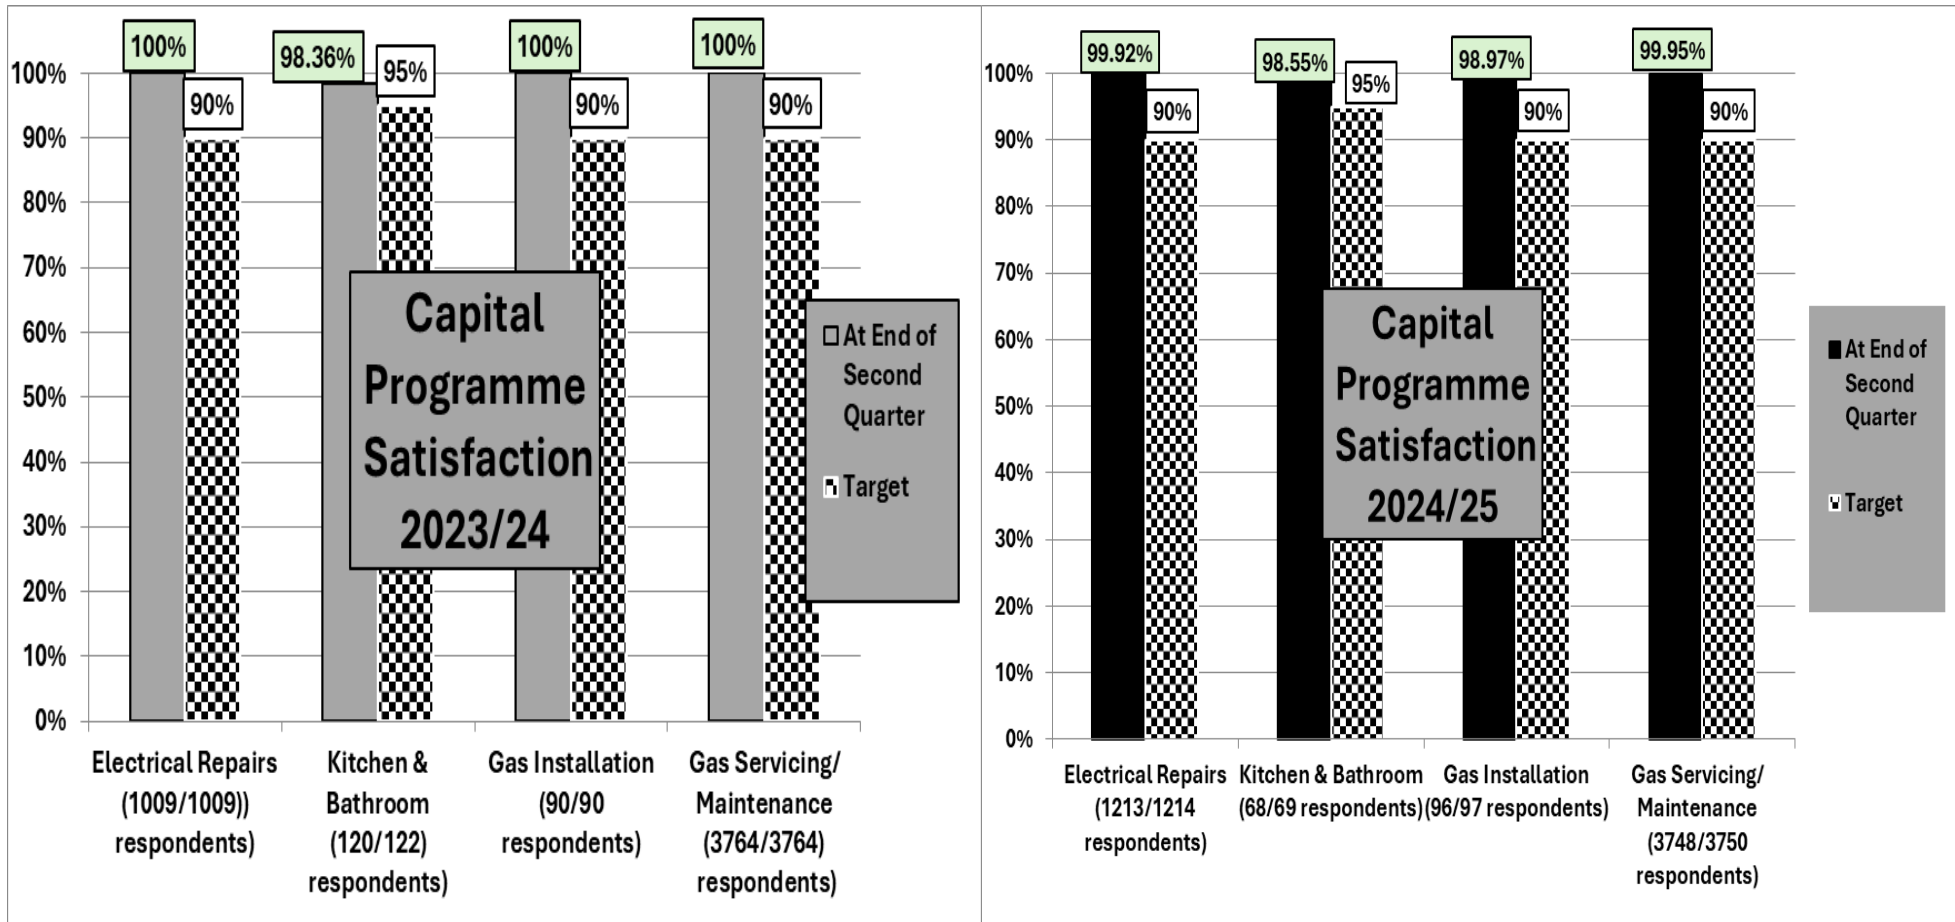 100%
98.36%
100%
100%
95%
90%
90%
90%
100%
90%
80%
70%
60%
50%
40%
30%
20%
10%
0%
Capital
Programme
Satisfaction
2023/24
At End of
Second
Quarter
Target
Electrical Repairs
(1009/1009))
respondents)
Kitchen &
Bathroom
(120/122)
respondents)
Gas Installation
(90/90
respondents)
Gas Servicing/
Maintenance
(3764/3764)
respondents)
99.92%
98.55%
98.97%
99.95%
90%
95%
90%
90%
100%
90%
80%
70%
60%
50%
40%
30%
20%
10%
0%
Capital
Programme
Satisfaction
2024/25
At End of
Second
Quarter
Target
Electrical Repairs
(1213/1214
respondents)
Kitchen & Bathroom
(68/69 respondents)
Gas Installation
(96/97 respondents)
Gas Servicing/
Maintenance
(3748/3750
respondents)